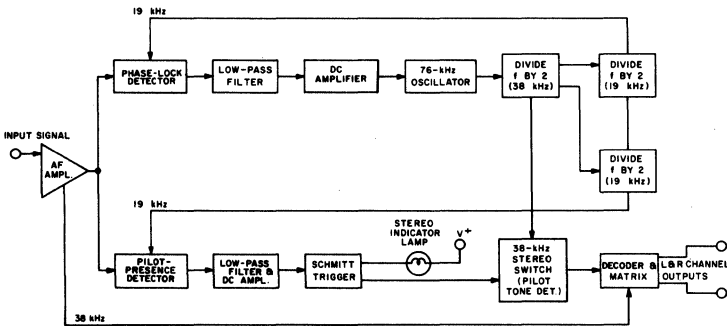 19 kHz
PHASE-LOCK
DETECTOR
LOW-PASS
FILTER
DC
AMPLIFIER
76-kHz
OSCILLATOR
DIVIDE
f BY 2
(38 kHz)
DIVIDE
f BY 2
(19 kHz)
INPUT SIGNAL
AF
AMPL.
DIVIDE
f BY 2
(19 kHz)
19 kHz
STEREO
INDICATOR
LAMP
V+
PILOT-
PRESENCE
DETECTOR
LOW-PASS
FILTER &
DC AMPL.
SCHMITT
TRIGGER
38-kHz
STEREO
SWITCH
(PILOT
TONE DET.)
DECODER &
MATRIX
L&R CHANNEL
OUTPUTS
38 kHz